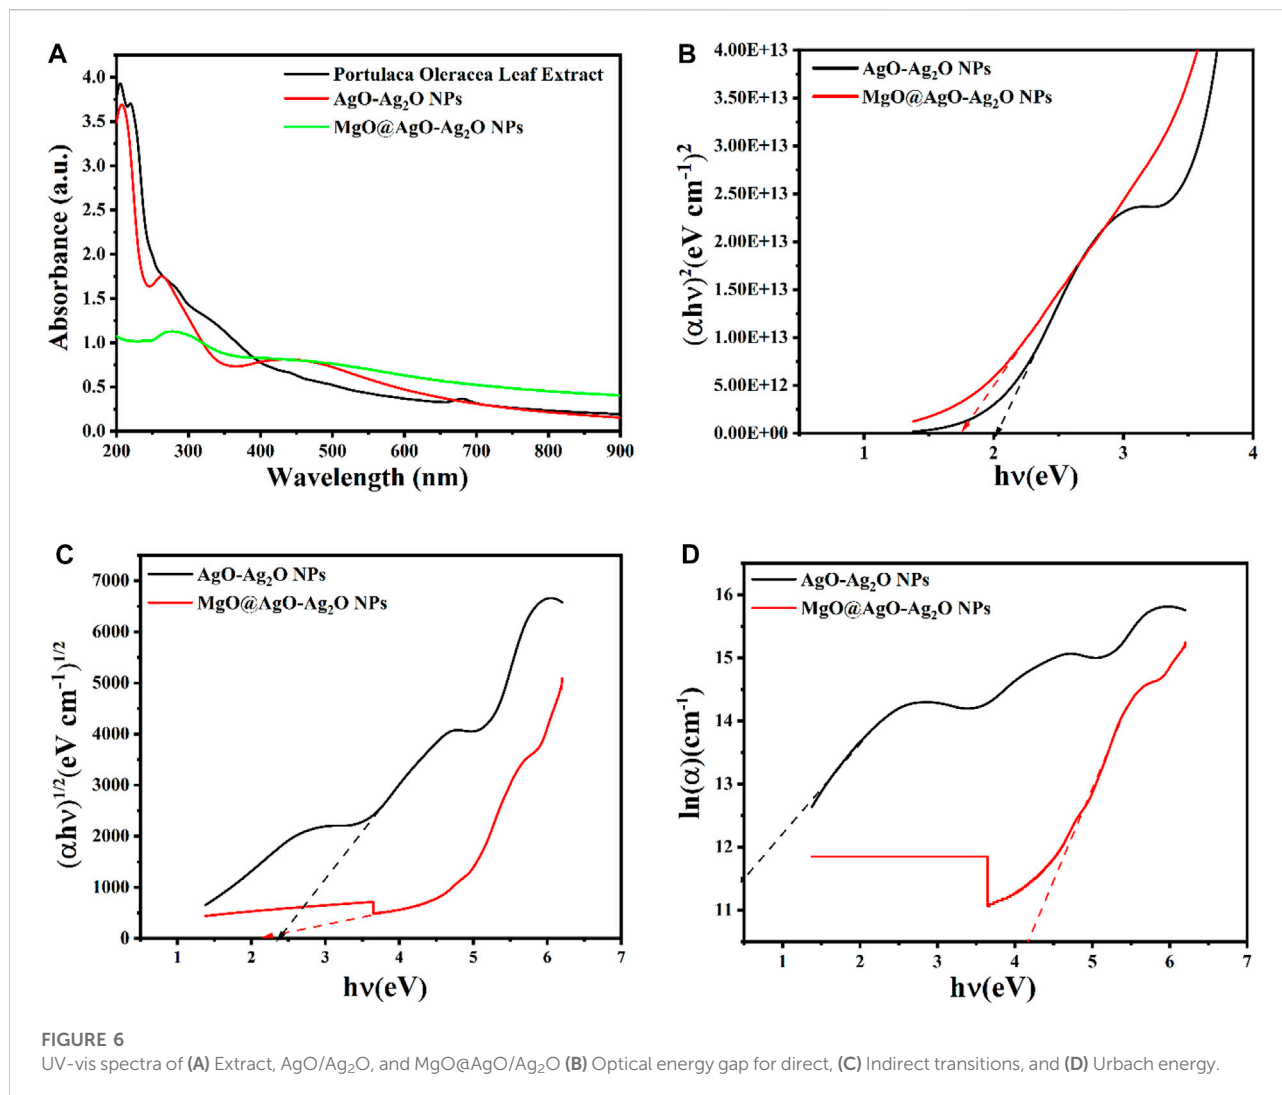 A
Absorbance (a.u.)
4.0
3.5
3.0
2.5
2.0
1.5
1.0
0.5
0.0
Portulaca Oleracea Leaf Extract
AgO-Ag₂O NPs
MgO@AgO-Ag₂O NPs
200 300 400 500 600 700 800 900
Wavelength (nm)
B
(αhν)²(eV cm⁻¹)²
4.00E+13
3.50E+13
3.00E+13
2.50E+13
2.00E+13
1.50E+13
1.00E+13
5.00E+12
0.00E+00
AgO-Ag₂O NPs
MgO@AgO-Ag₂O NPs
1 2 3 4
hν(eV)
C
(αhν)¹/²(eV cm⁻¹)¹/²
7000
6000
5000
4000
3000
2000
1000
0
AgO-Ag₂O NPs
MgO@AgO-Ag₂O NPs
1 2 3 4 5 6 7
hν(eV)
D
ln(α)(cm⁻¹)
16
15
14
13
12
11
AgO-Ag₂O NPs
MgO@AgO-Ag₂O NPs
1 2 3 4 5 6 7
hν(eV)
FIGURE 6
UV-vis spectra of (A) Extract, AgO/Ag₂O, and MgO@AgO/Ag₂O (B) Optical energy gap for direct, (C) Indirect transitions, and (D) Urbach energy.